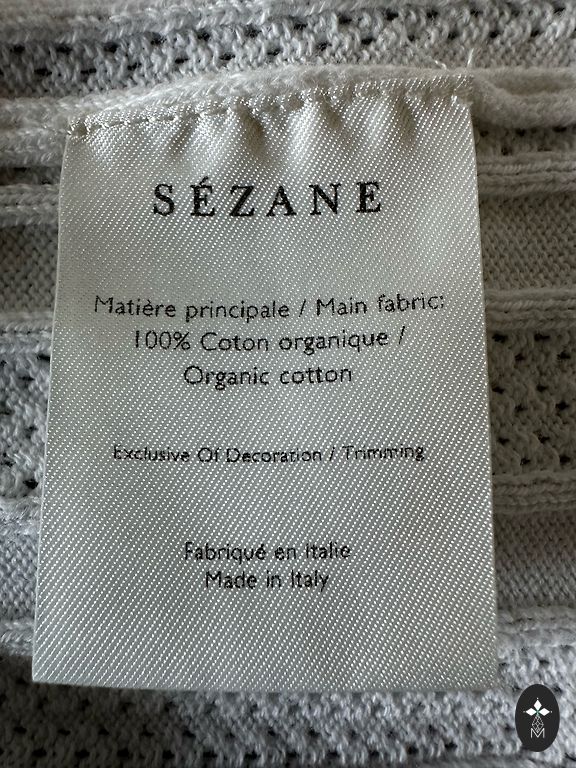 SÉZANE
Matière principale / Main fabric:
100% Coton organique /
Organic cotton
Exclusive Of Decoration / Trimming
Fabriqué en Italie
Made in Italy
M